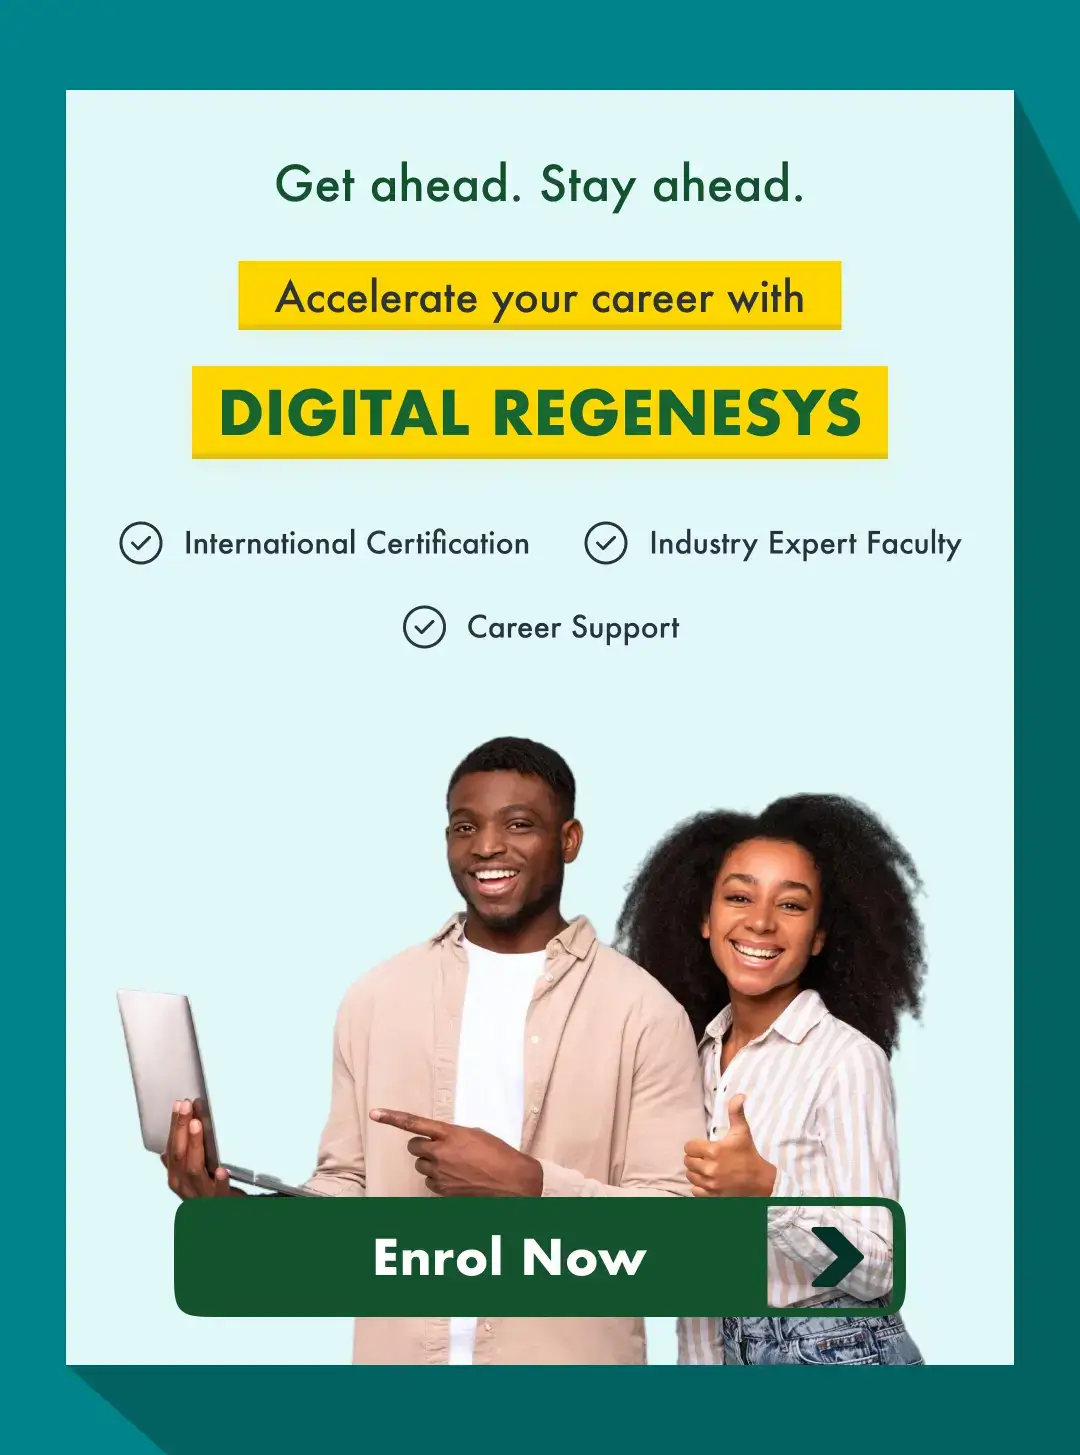 Get ahead. Stay ahead.
Accelerate your career with
DIGITAL REGENESYS
International Certification
Industry Expert Faculty
Career Support
Enrol Now